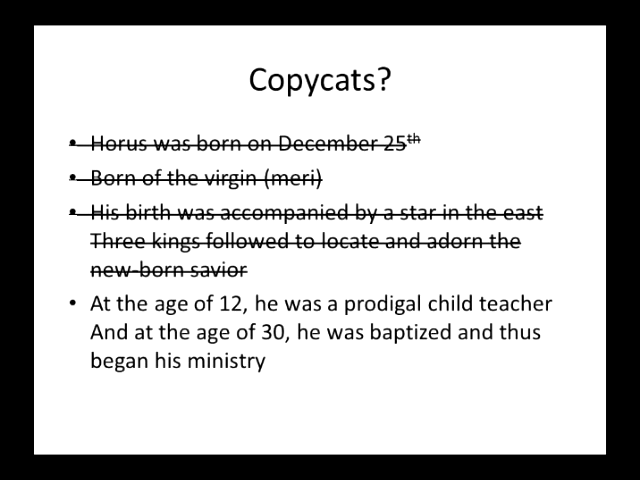 Copycats?
• Horus was born on December 25th
• Born of the virgin (meri)
• His birth was accompanied by a star in the east
Three kings followed to locate and adorn the
new-born savior
• At the age of 12, he was a prodigal child teacher
And at the age of 30, he was baptized and thus
began his ministry